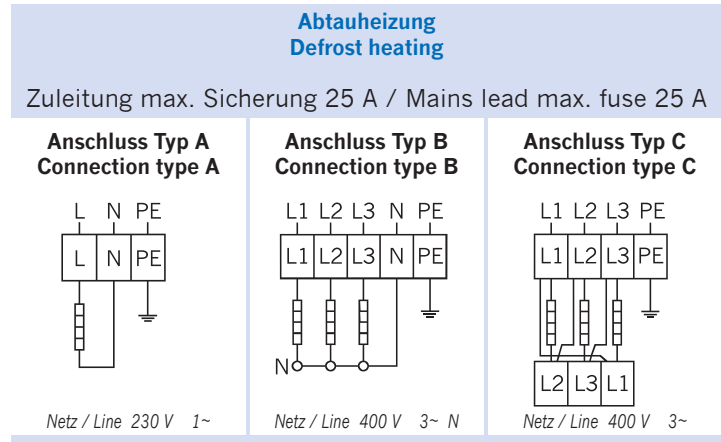 Abtauheizung
Defrost heating
Zuleitung max. Sicherung 25 A / Mains lead max. fuse 25 A
Anschluss Typ A
Connection type A
L N PE
L N PE
Netz / Line 230 V 1~
Anschluss Typ B
Connection type B
L1 L2 L3 N PE
L1 L2 L3 N PE
N
Netz / Line 400 V 3~ N
Anschluss Typ C
Connection type C
L1 L2 L3 PE
L1 L2 L3 PE
L2 L3 L1
Netz / Line 400 V 3~